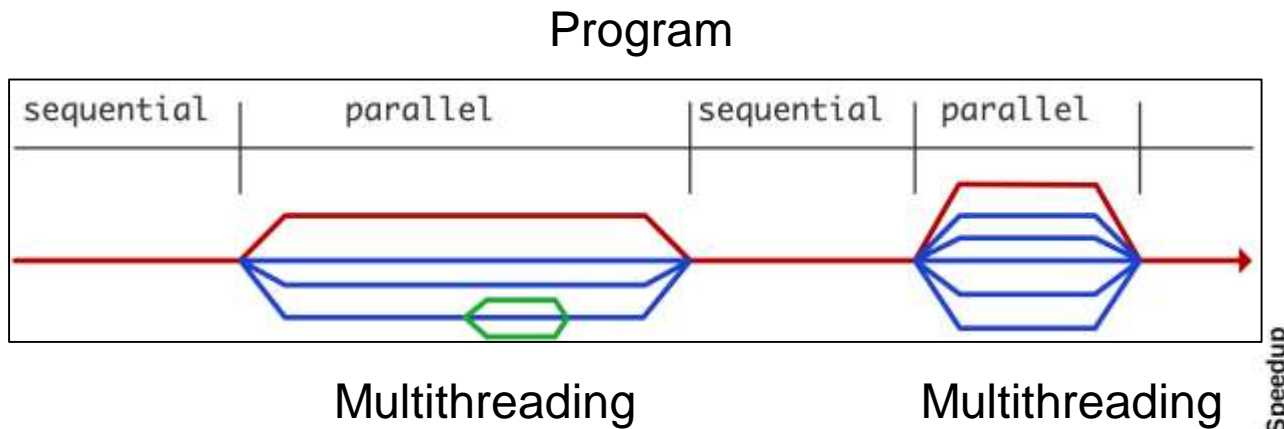 Program
sequential parallel sequential parallel
Multithreading Multithreading
Speedup